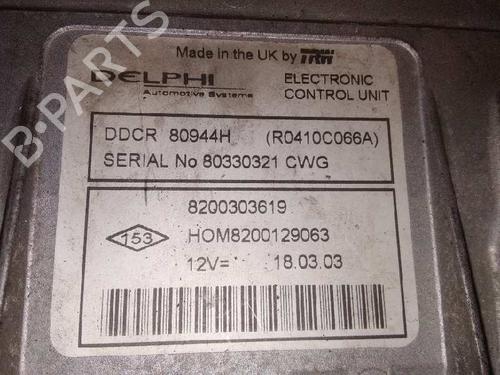 Made in the UK by TRW
DELPHI
Automotive Systems
ELECTRONIC
CONTROL UNIT
DDCR 80944H (R0410C066A)
SERIAL No 80330321 CWG
8200303619
153
HOM8200129063
12V= 18.03.03
B-PARTS